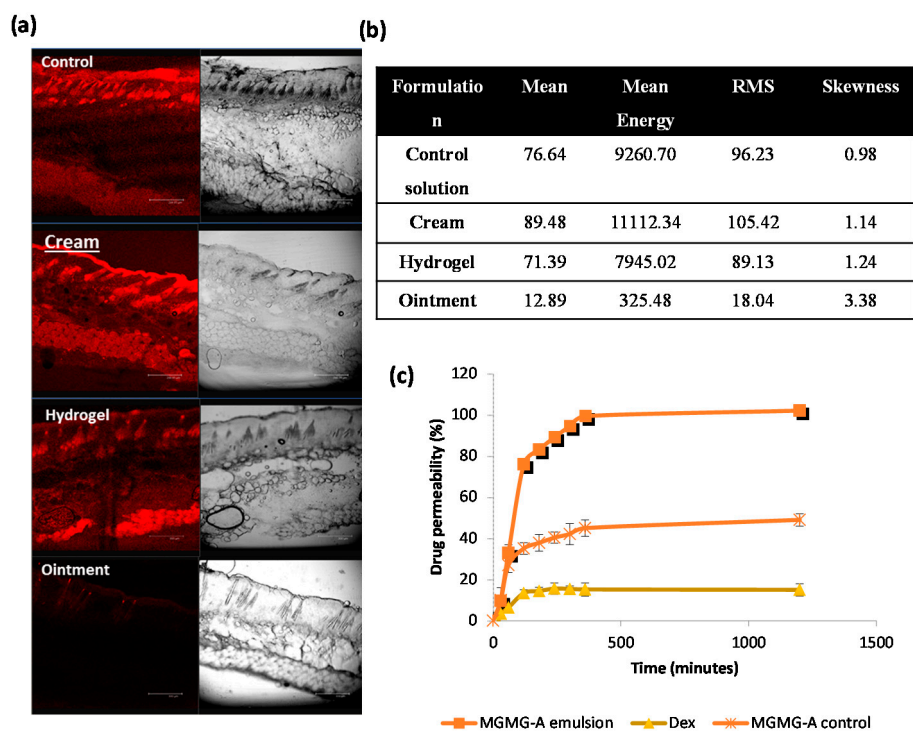 (a)
Control
Cream
Hydrogel
Ointment
(b)
Formulatio Mean Mean RMS Skewness
n Energy
Control 76.64 9260.70 96.23 0.98
solution
Cream 89.48 11112.34 105.42 1.14
Hydrogel 71.39 7945.02 89.13 1.24
Ointment 12.89 325.48 18.04 3.38
(c)
Drug permeability (%)
120
100
80
60
40
20
0
0 500 1000 1500
Time (minutes)
MGMG-A emulsion Dex MGMG-A control